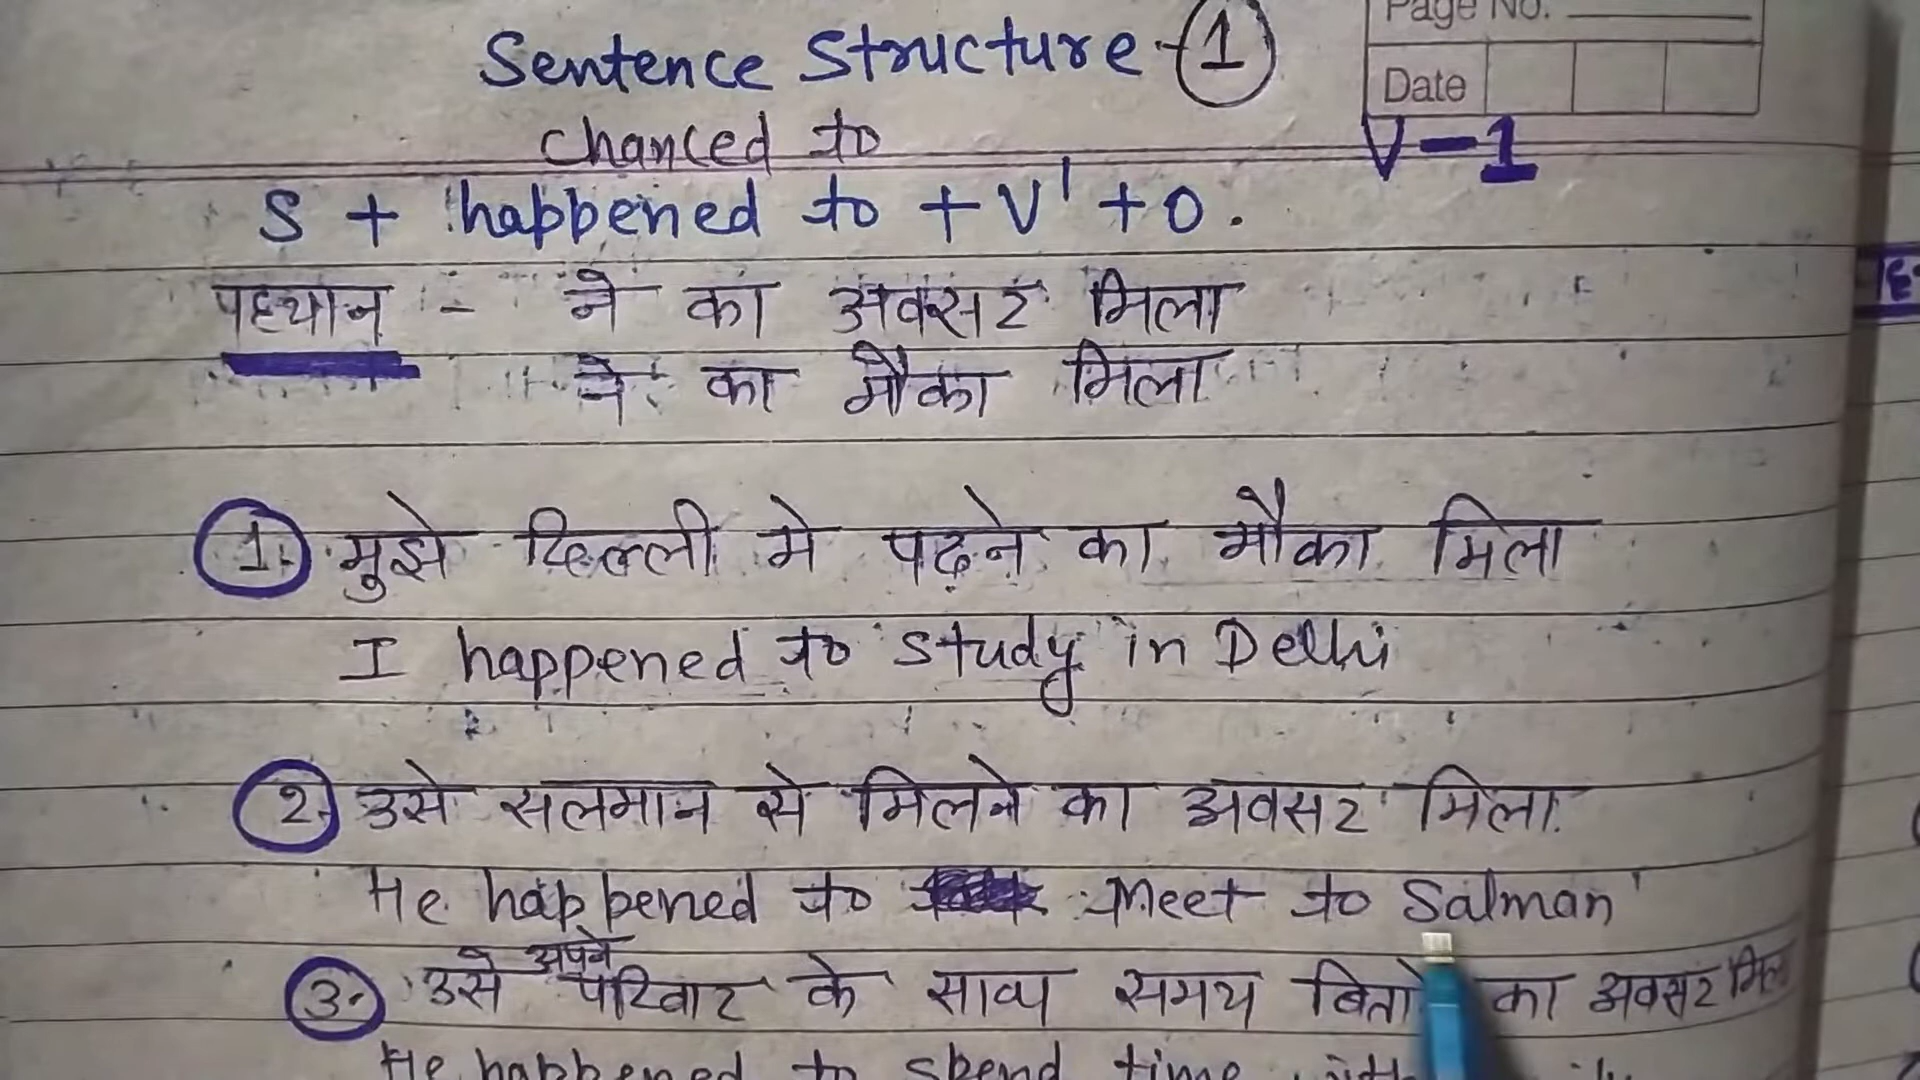 Page No.
Sentence Structure - 1
Date
chanced to
V-1
S + happened to + V¹ + O.
पहचान - ने का अवसर मिला
ने का मौका मिला
1. मुझे दिल्ली मे पढ़ने का मौका मिला
I happened to study in Delhi
2. उसे सलमान से मिलने का अवसर मिला.
He happened to Meet to Salman
अपने
3. उसे परिवार के साथ समय का अवसर
He happened to spend time